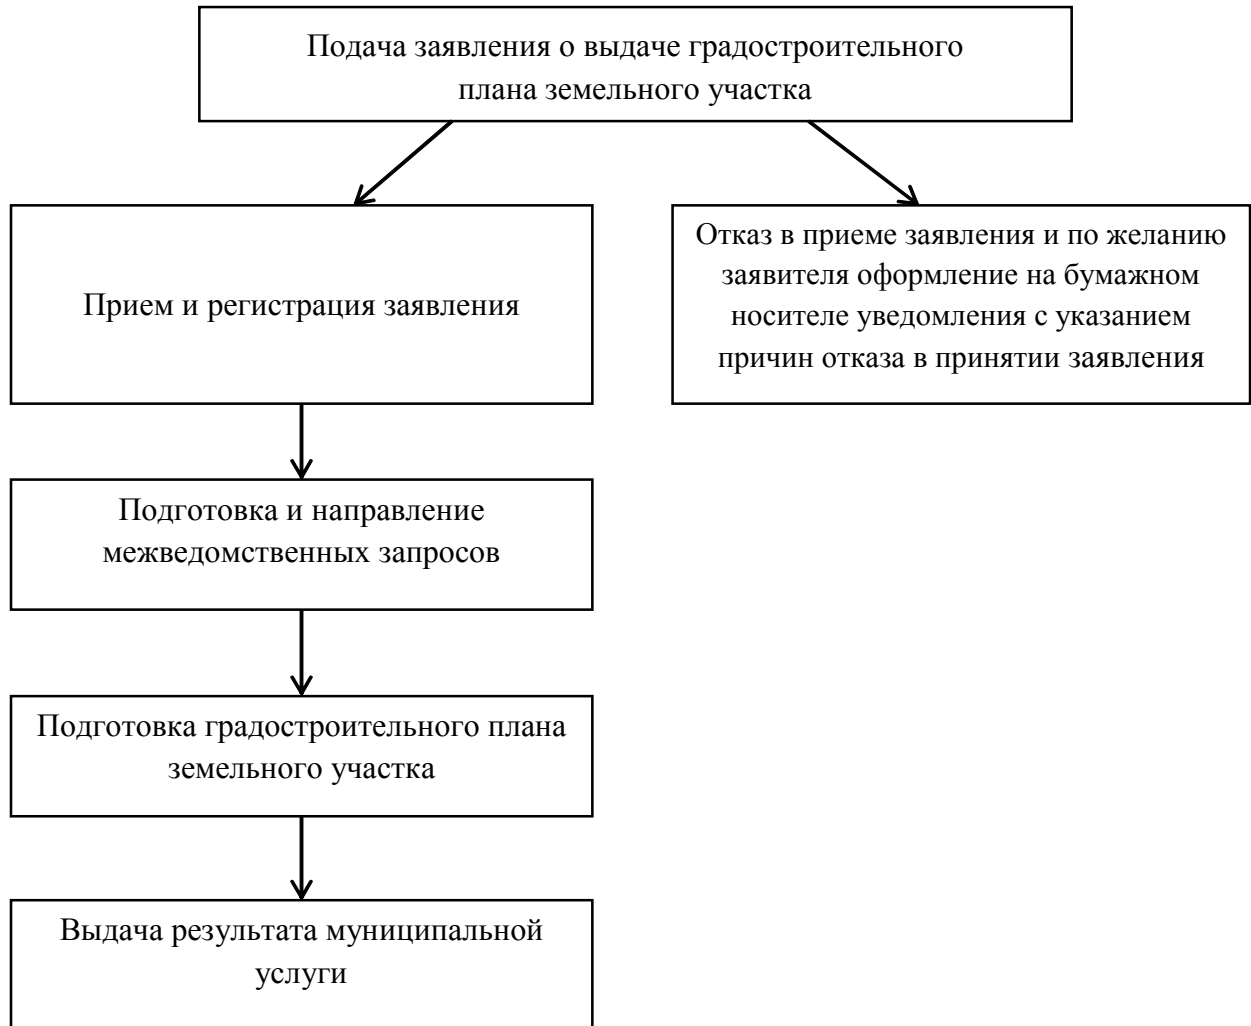 Подача заявления о выдаче градостроительного
плана земельного участка
Прием и регистрация заявления
Отказ в приеме заявления и по желанию
заявителя оформление на бумажном
носителе уведомления с указанием
причин отказа в принятии заявления
Подготовка и направление
межведомственных запросов
Подготовка градостроительного плана
земельного участка
Выдача результата муниципальной
услуги